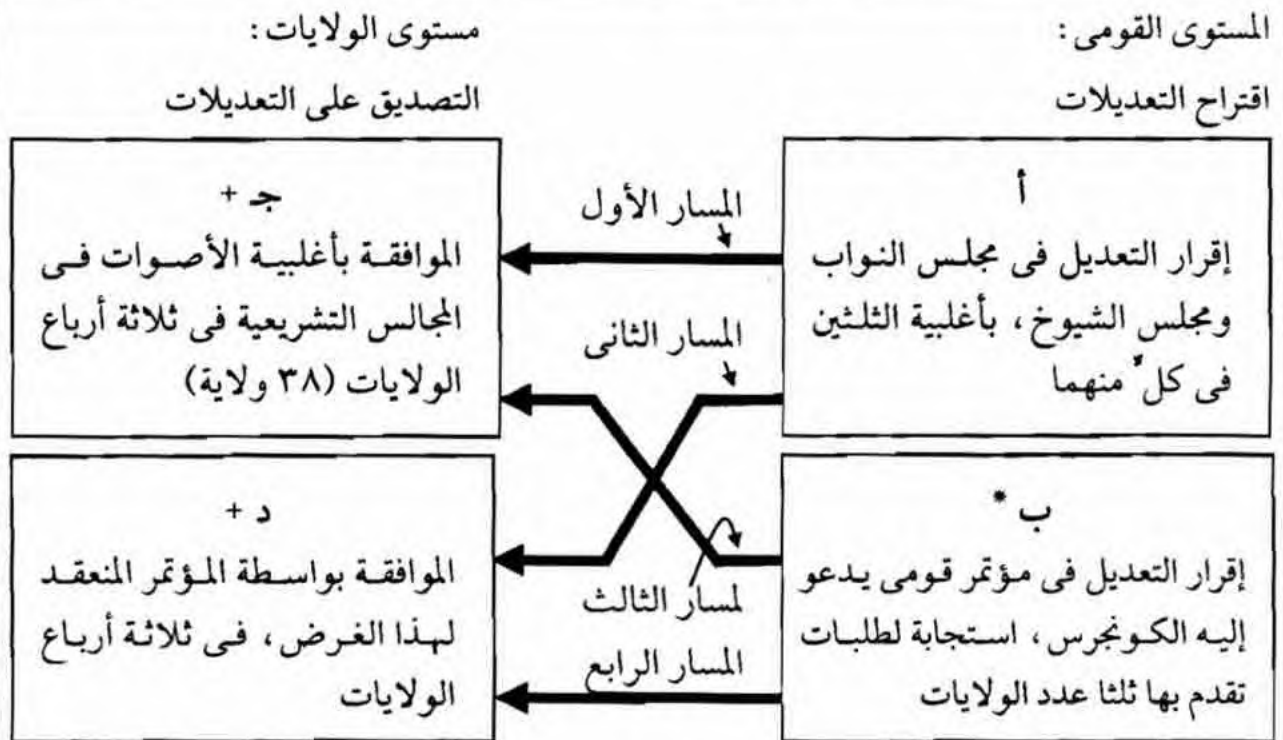 المستوى القومى :
اقتراح التعديلات
مستوى الولايات :
التصديق على التعديلات
أ
إقرار التعديل فى مجلس النواب
ومجلس الشيوخ ، بأغلبية الثلثين
فى كلٍّ منهما
ب *
إقرار التعديل فى مؤتمر قومى يدعو
إليه الكونجرس، استجابة لطلبات
تقدم بها ثلثا عدد الولايات
المسار الأول
المسار الثانى
لمسار الثالث
المسار الرابع
جـ +
الموافقة بأغلبية الأصوات فى
المجالس التشريعية فى ثلاثة أرباع
الولايات (٣٨ ولاية)
د +
الموافقة بواسطة المؤتمر المنعقد
لهذا الغرض، فى ثلاثة أرباع
الولايات